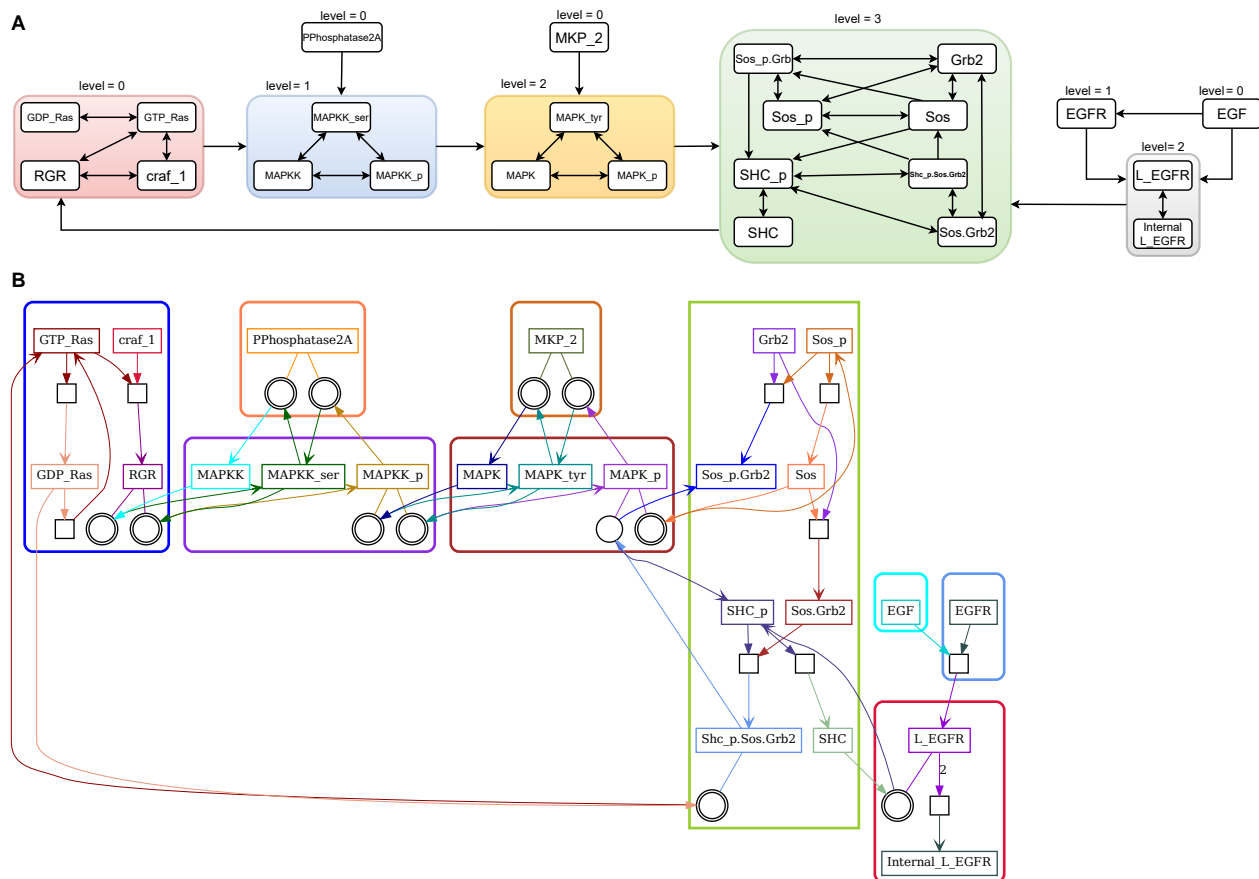 A
level = 0
PPhosphatase2A
level = 0
MKP_2
level = 3
level = 0
GDP_Ras
GTP_Ras
RGR
craf_1
level = 1
MAPKK_ser
MAPKK
MAPKK_p
level = 2
MAPK_tyr
MAPK
MAPK_p
Sos_p.Grb
Grb2
Sos_p
Sos
SHC_p
Shc_p.Sos.Grb2
SHC
Sos.Grb2
level = 1
EGFR
level = 0
EGF
level= 2
L_EGFR
Internal
L_EGFR
B
GTP_Ras
craf_1
PPhosphatase2A
MKP_2
Grb2
Sos_p
GDP_Ras
RGR
MAPKK
MAPKK_ser
MAPKK_p
MAPK
MAPK_tyr
MAPK_p
Sos_p.Grb2
Sos
SHC_p
Sos.Grb2
EGF
EGFR
Shc_p.Sos.Grb2
SHC
L_EGFR
2
Internal_L_EGFR